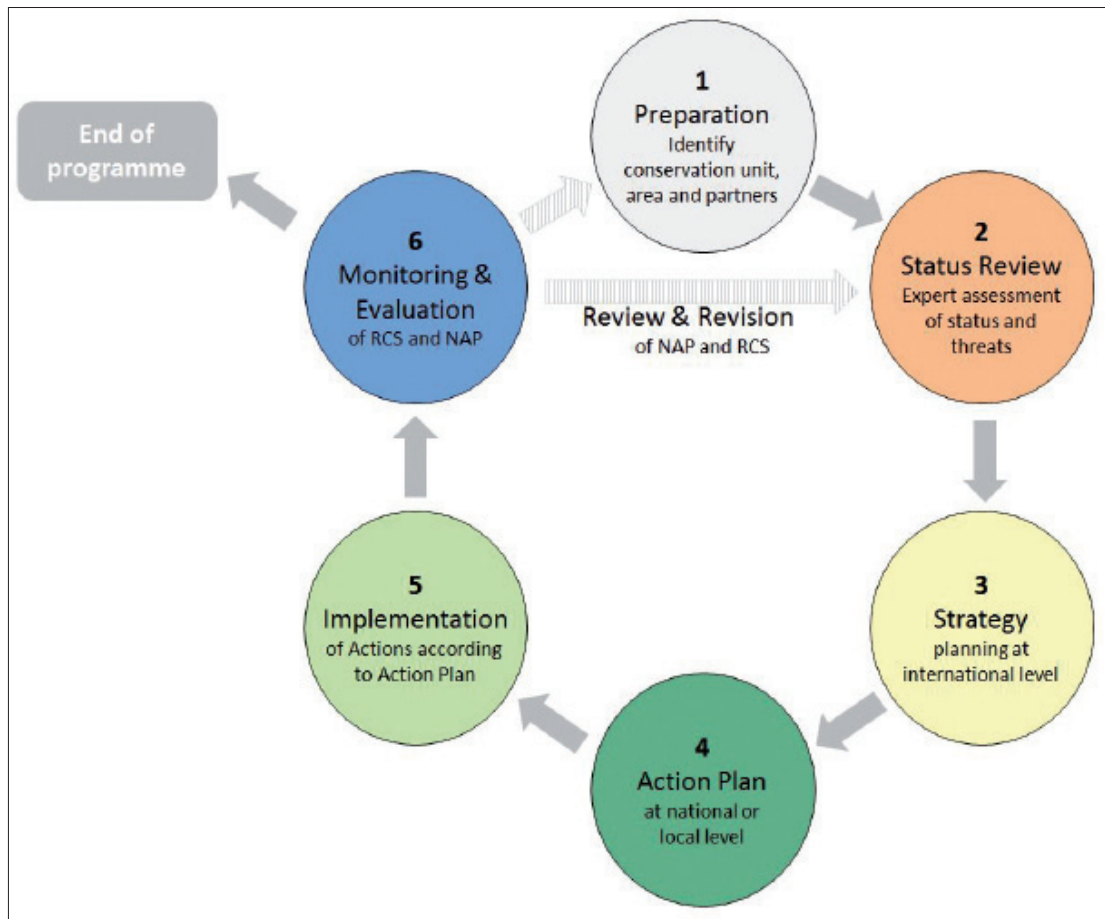 End of
programme
1
Preparation
Identify
conservation unit,
area and partners
2
Status Review
Expert assessment
of status and
threats
3
Strategy
planning at
international level
4
Action Plan
at national or
local level
5
Implementation
of Actions according
to Action Plan
6
Monitoring &
Evaluation
of RCS and NAP
Review & Revision
of NAP and RCS